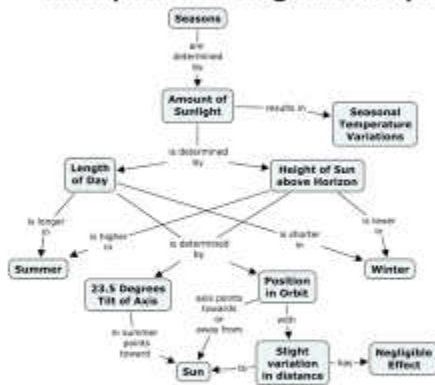 Seasons
are
determined
by
Amount of
Sunlight
results in
Seasonal
Temperature
Variations
is determined
by
Length
of Day
Height of Sun
above Horizon
is longer
in
is higher
in
is determined
by
is shorter
in
is lower
in
Summer
Winter
23.5 Degrees
Tilt of Axis
axis points
towards
or
away from
Position
in Orbit
in summer
points
toward
with
Sun
to
Slight
variation
in distance
has
Negligible
Effect